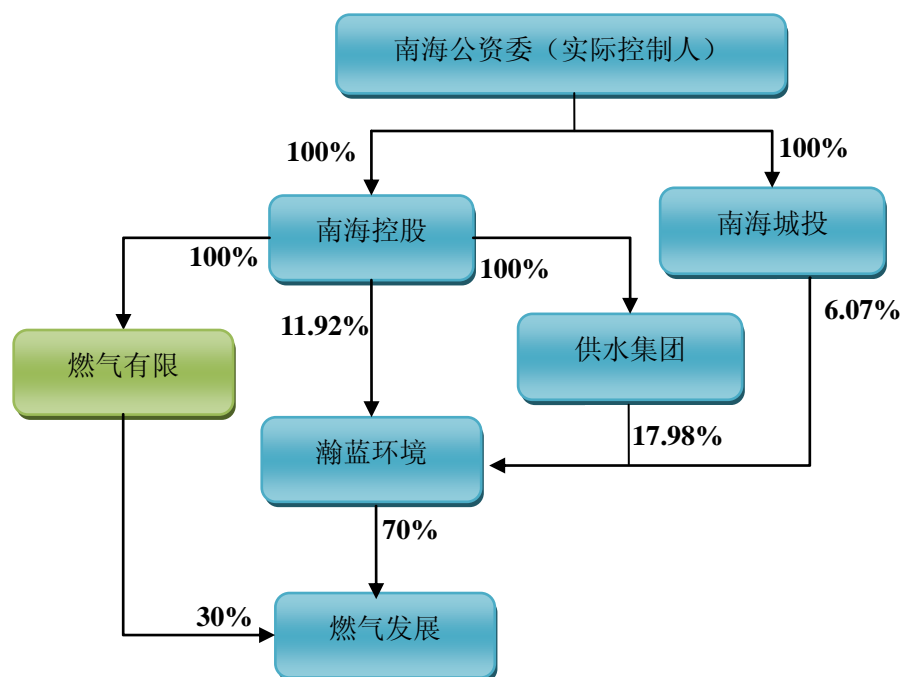 南海公资委（实际控制人）
100%
100%
南海控股
南海城投
100%
100%
11.92%
6.07%
燃气有限
供水集团
瀚蓝环境
17.98%
70%
30%
燃气发展